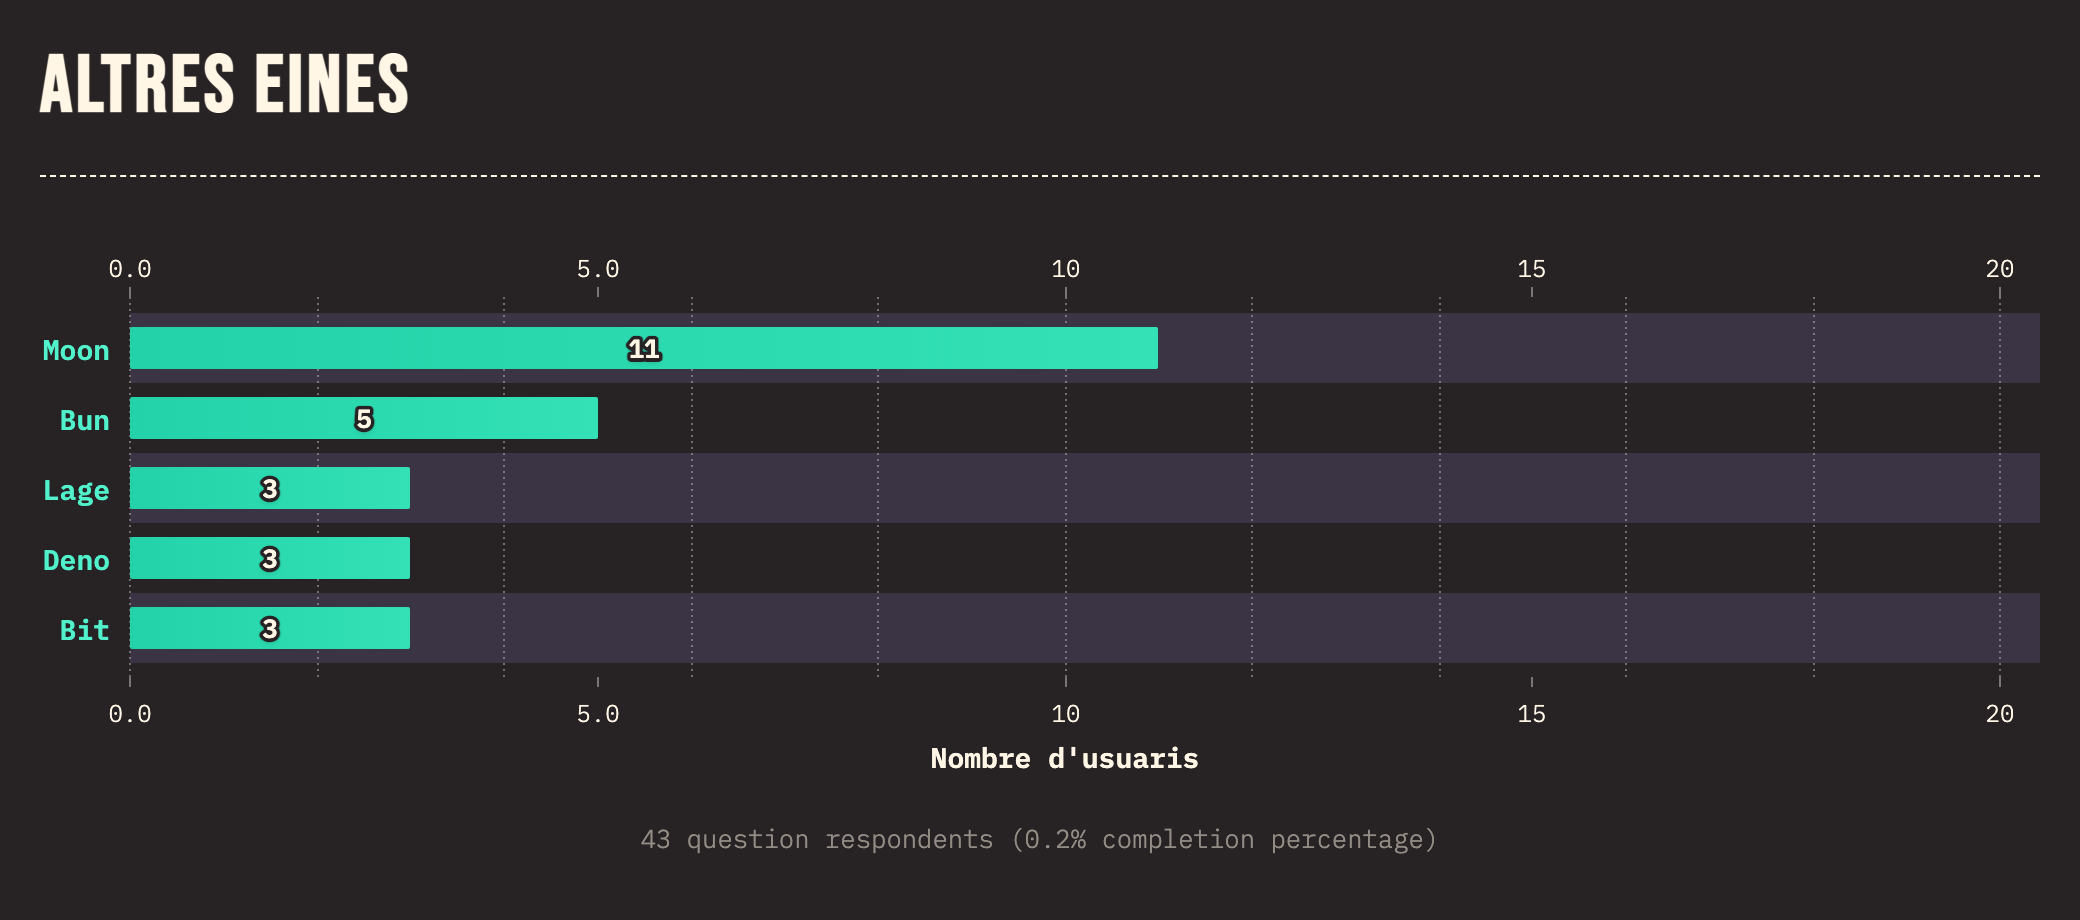 ALTRES EINES
0.0 5.0 10 15 20
Moon 11
Bun 5
Lage 3
Deno 3
Bit 3
0.0 5.0 10 15 20
Nombre d'usuaris
43 question respondents (0.2% completion percentage)